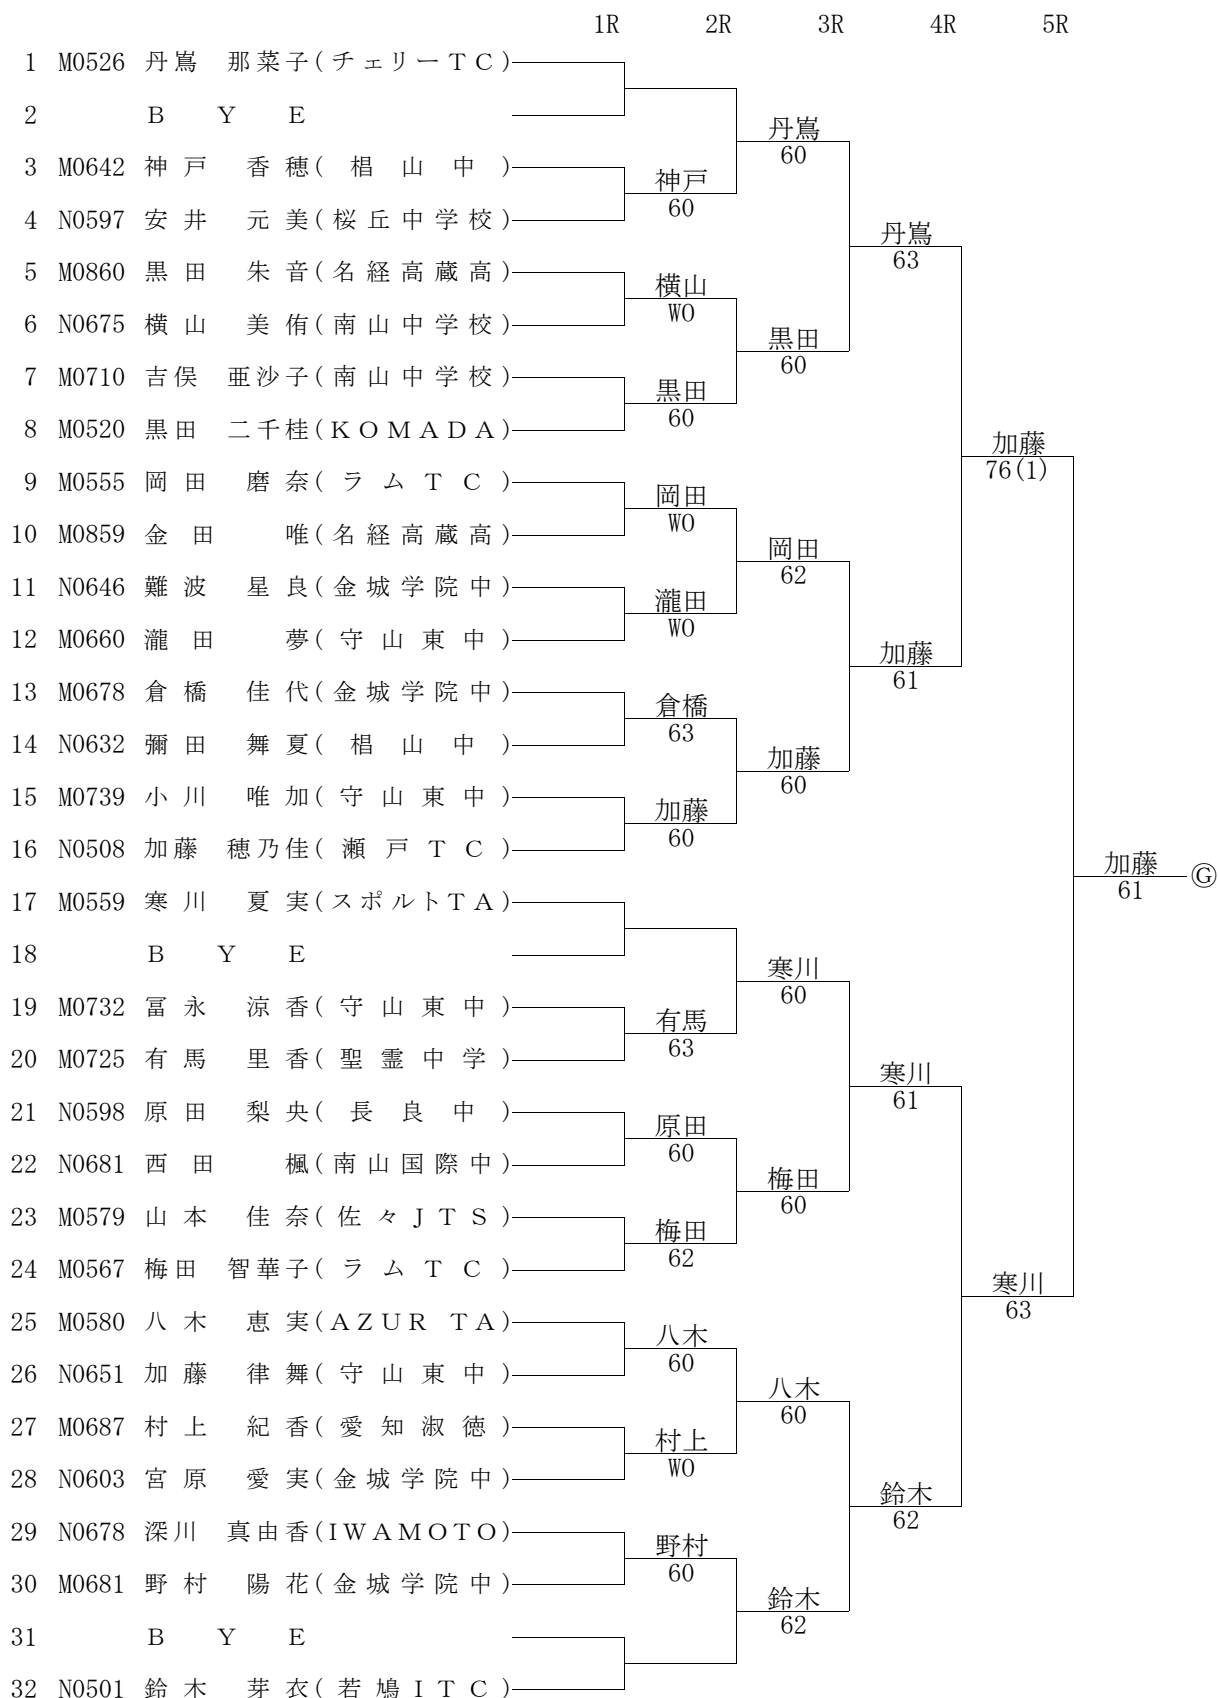 1R 2R 3R 4R 5R
1 M0526 丹嶌 那菜子(チェリーTC)
2 BYE
丹嶌
60
3 M0642 神戸 香穂(椙山中)
神戸
60
4 N0597 安井 元美(桜丘中学校)
丹嶌
63
5 M0860 黒田 朱音(名経高蔵高)
横山
WO
6 N0675 横山 美侑(南山中学校)
黒田
60
7 M0710 吉俣 亜沙子(南山中学校)
黒田
60
8 M0520 黒田 二千桂(KOMADA)
加藤
76(1)
9 M0555 岡田 磨奈(ラムTC)
岡田
WO
10 M0859 金田 唯(名経高蔵高)
岡田
62
11 N0646 難波 星良(金城学院中)
瀧田
WO
12 M0660 瀧田 夢(守山東中)
加藤
61
13 M0678 倉橋 佳代(金城学院中)
倉橋
63
14 N0632 彌田 舞夏(椙山中)
加藤
60
15 M0739 小川 唯加(守山東中)
加藤
60
16 N0508 加藤 穂乃佳(瀬戸TC)
加藤
61
Ⓖ
17 M0559 寒川 夏実(スポルトTA)
18 BYE
寒川
60
19 M0732 冨永 涼香(守山東中)
有馬
63
20 M0725 有馬 里香(聖霊中学)
寒川
61
21 N0598 原田 梨央(長良中)
原田
60
22 N0681 西田 楓(南山国際中)
梅田
60
23 M0579 山本 佳奈(佐々JTS)
梅田
62
24 M0567 梅田 智華子(ラムTC)
寒川
63
25 M0580 八木 恵実(AZUR TA)
八木
60
26 N0651 加藤 律舞(守山東中)
八木
60
27 M0687 村上 紀香(愛知淑徳)
村上
WO
28 N0603 宮原 愛実(金城学院中)
鈴木
62
29 N0678 深川 真由香(IWAMOTO)
野村
60
30 M0681 野村 陽花(金城学院中)
鈴木
62
31 BYE
32 N0501 鈴木 芽衣(若鳩ITC)